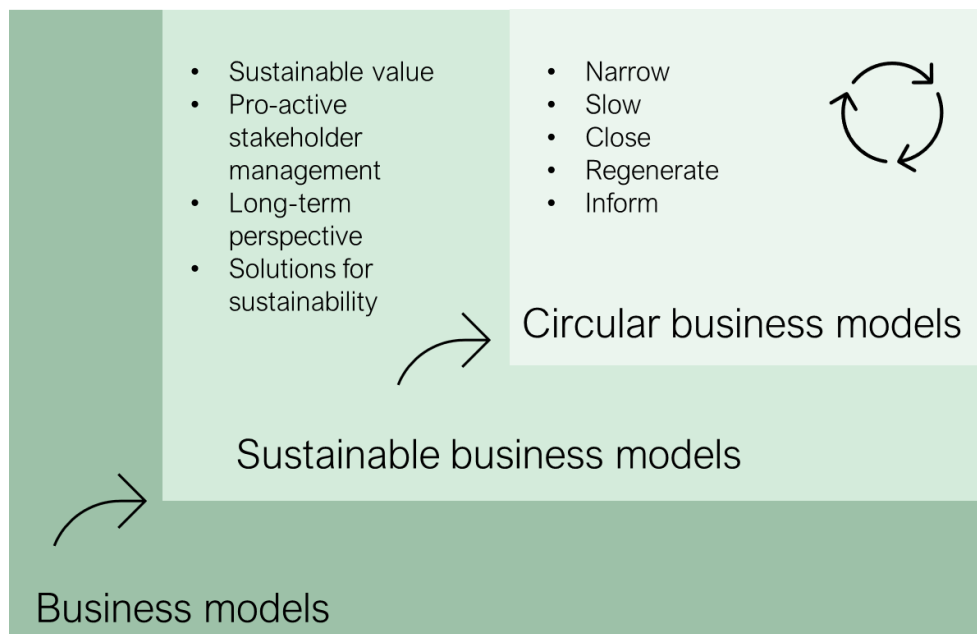 • Sustainable value
• Pro-active
stakeholder
management
• Long-term
perspective
• Solutions for
sustainability
• Narrow
• Slow
• Close
• Regenerate
• Inform
Circular business models
Sustainable business models
Business models